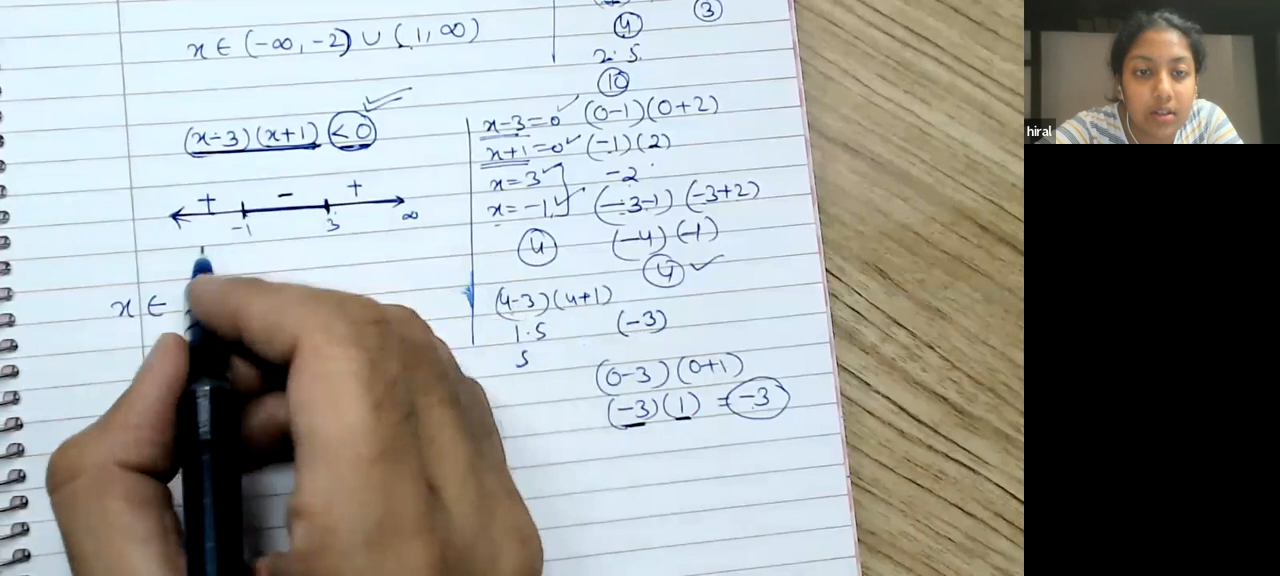 x ∈ (-∞, -2) ∪ (1, ∞)
(x-3)(x+1) < 0
+ - +
-1 3 ∞
x ∈
3
4
2·5
10
x-3=0 (0-1)(0+2)
x+1=0 (-1)(2)
x=3 -2
x=-1 (-3-1)(-3+2)
4 (-4)(-1)
4
(4-3)(4+1)
1·5 (-3)
5
(0-3)(0+1)
(-3)(1) = -3
hiral